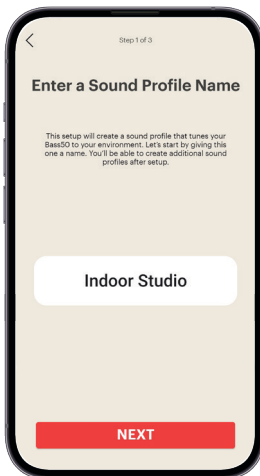 Step 1 of 3
Enter a Sound Profile Name
This setup will create a sound profile that tunes your
Bass50 to your environment. Let's start by giving this
one a name. You'll be able to create additional sound
profiles after setup.
Indoor Studio
NEXT